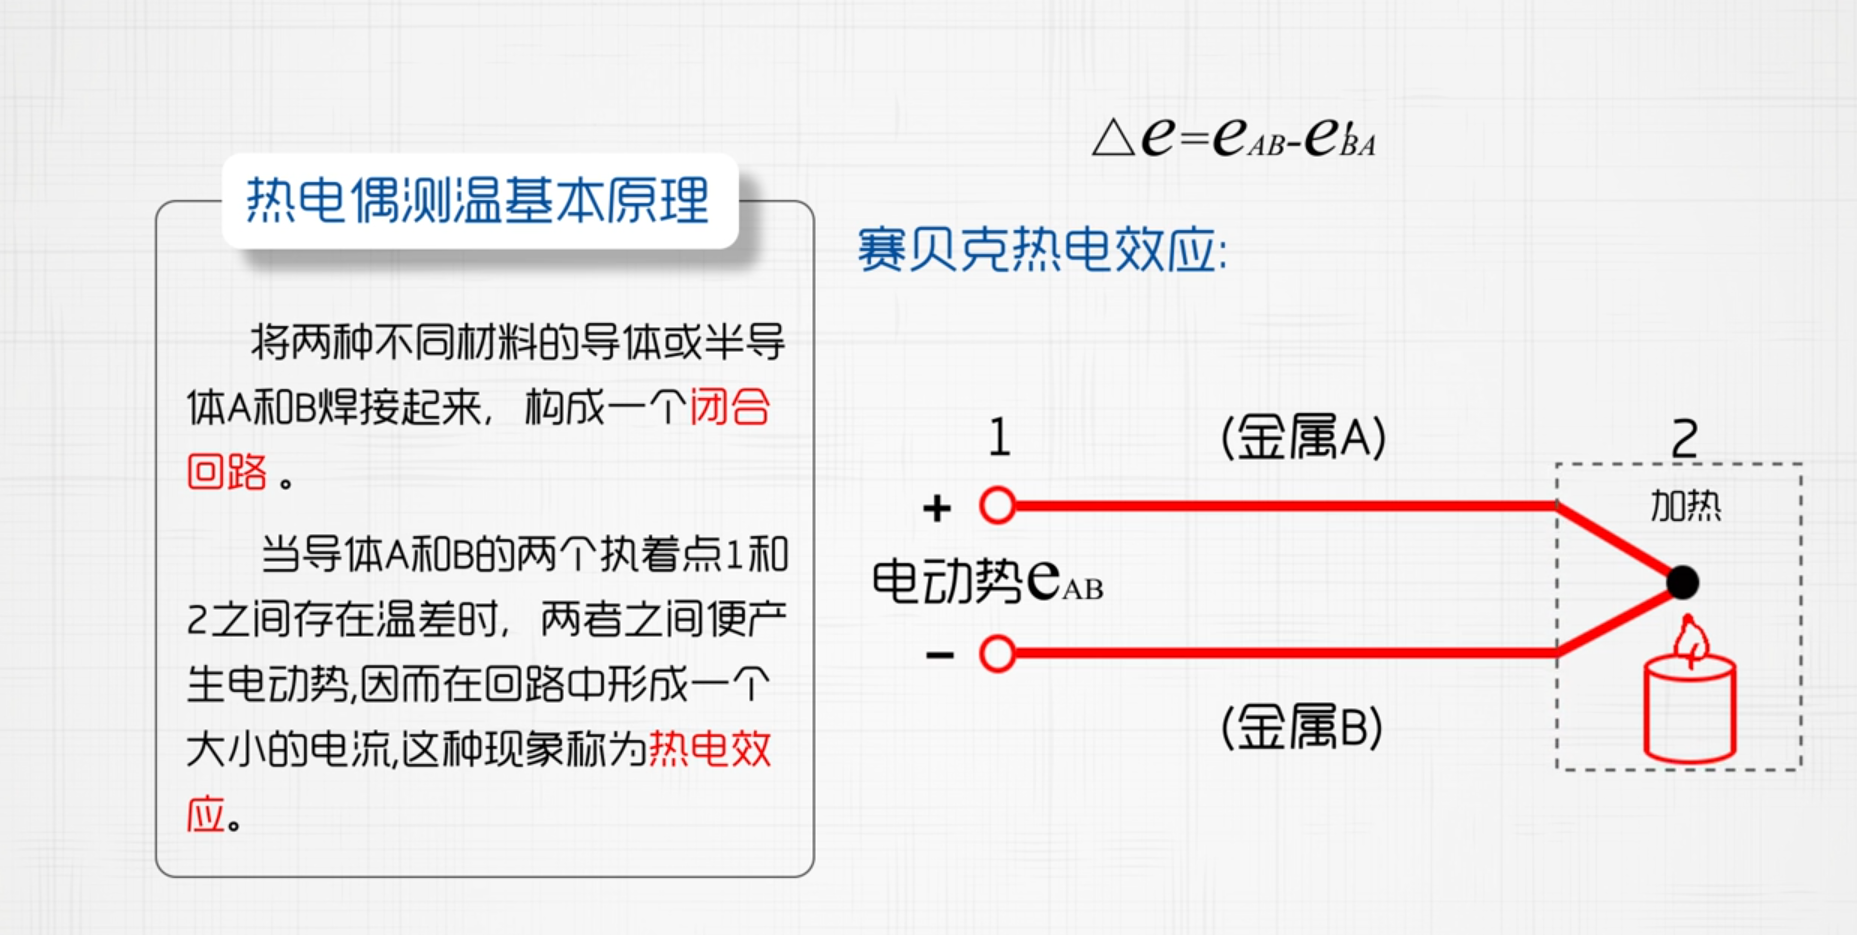 △e=eAB-e'BA
热电偶测温基本原理
将两种不同材料的导体或半导
体A和B焊接起来，构成一个闭合
回路 。
当导体A和B的两个执着点1和
2之间存在温差时，两者之间便产
生电动势,因而在回路中形成一个
大小的电流,这种现象称为热电效
应。
赛贝克热电效应:
1
(金属A)
2
加热
+
电动势eAB
-
(金属B)